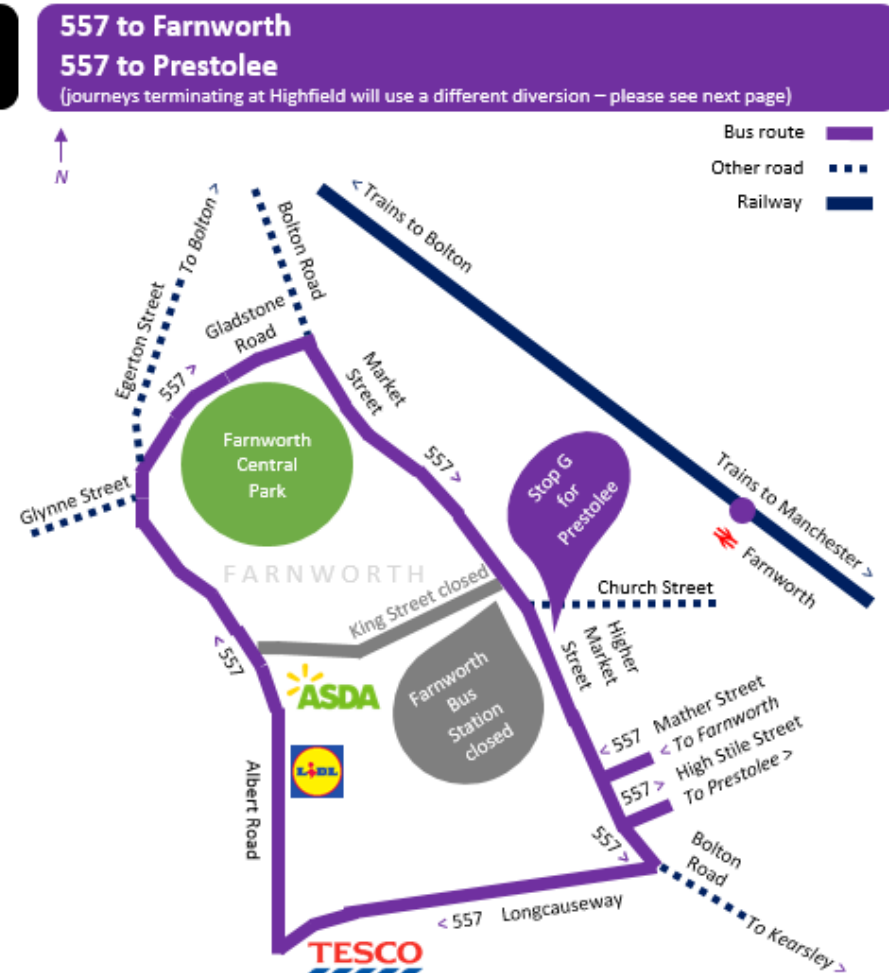 557 to Farnworth
557 to Prestolee
(journeys terminating at Highfield will use a different diversion – please see next page)
N
Bus route
Other road
Railway
< Trains to Bolton
To Bolton >
Bolton Road
Egerton Street
Gladstone
Road
557 >
Market
Street
Farnworth
Central
Park
557 >
Stop G
for
Prestolee
Trains to Manchester >
Farnworth
Glynne Street
FARNWORTH
King Street closed
Church Street
Higher
Market
Street
< 557
ASDA
Farnworth
Bus
Station
closed
LIDL
Albert Road
< 557 Mather Street
< To Farnworth
557 > High Stile Street
To Prestolee >
557 >
Bolton
Road
To Kearsley >
< 557 Longcauseway
TESCO